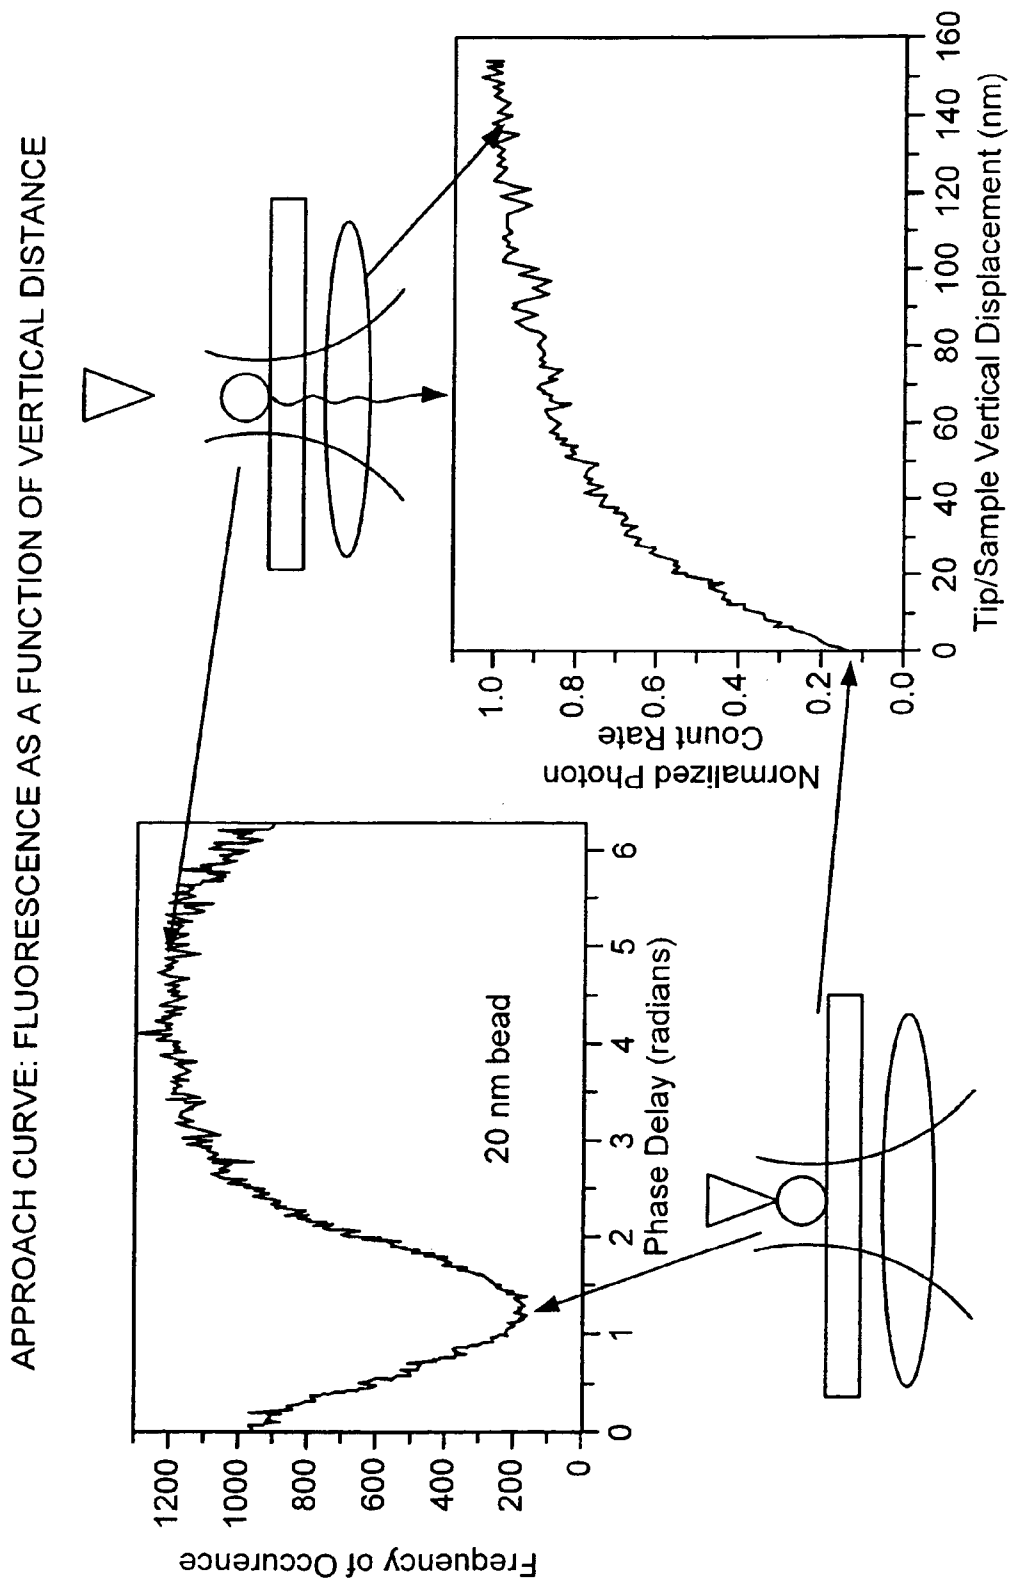 APPROACH CURVE: FLUORESCENCE AS A FUNCTION OF VERTICAL DISTANCE
Frequency of Occurence
1200
1000
800
600
400
200
0
0 1 2 3 4 5 6
Phase Delay (radians)
20 nm bead
Normalized Photon
Count Rate
1.0
0.8
0.6
0.4
0.2
0.0
0 20 40 60 80 100 120 140 160
Tip/Sample Vertical Displacement (nm)